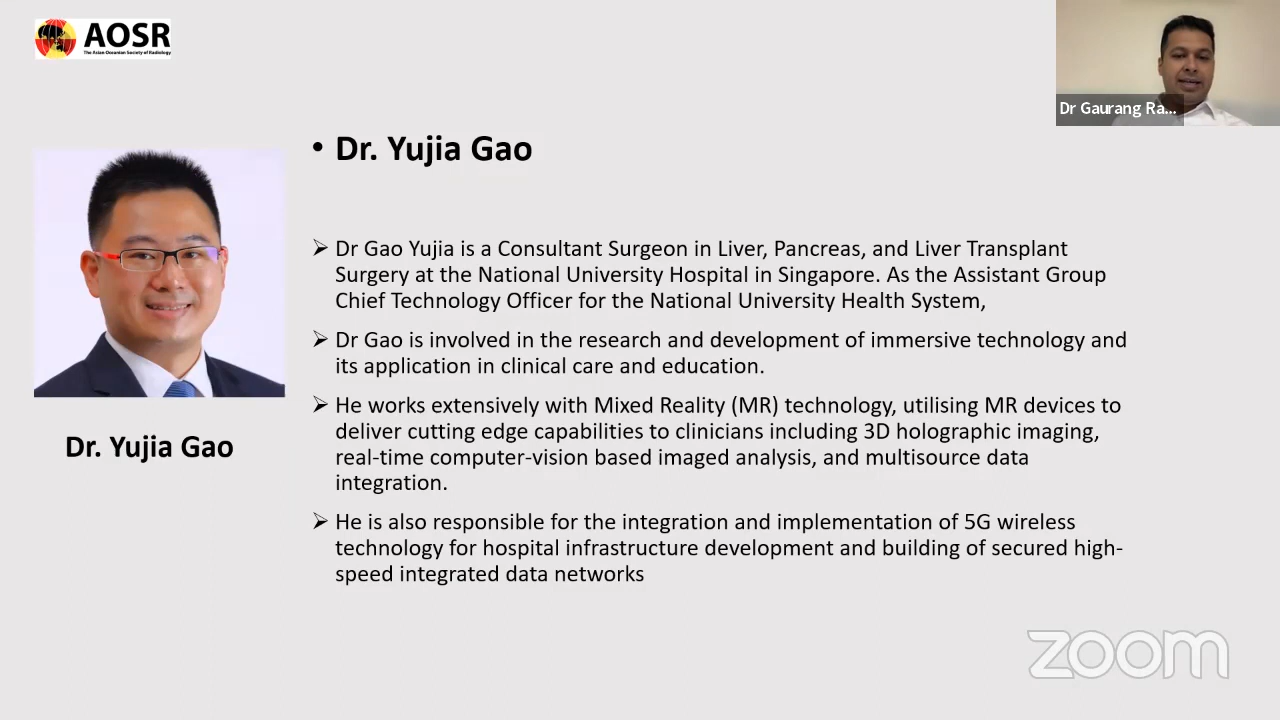 AOSR
The Asian Oceanian Society of Radiology
Dr Gaurang Ra...
• Dr. Yujia Gao
Dr Gao Yujia is a Consultant Surgeon in Liver, Pancreas, and Liver Transplant
Surgery at the National University Hospital in Singapore. As the Assistant Group
Chief Technology Officer for the National University Health System,
Dr Gao is involved in the research and development of immersive technology and
its application in clinical care and education.
He works extensively with Mixed Reality (MR) technology, utilising MR devices to
deliver cutting edge capabilities to clinicians including 3D holographic imaging,
real-time computer-vision based imaged analysis, and multisource data
integration.
He is also responsible for the integration and implementation of 5G wireless
technology for hospital infrastructure development and building of secured high-
speed integrated data networks
Dr. Yujia Gao
zoom